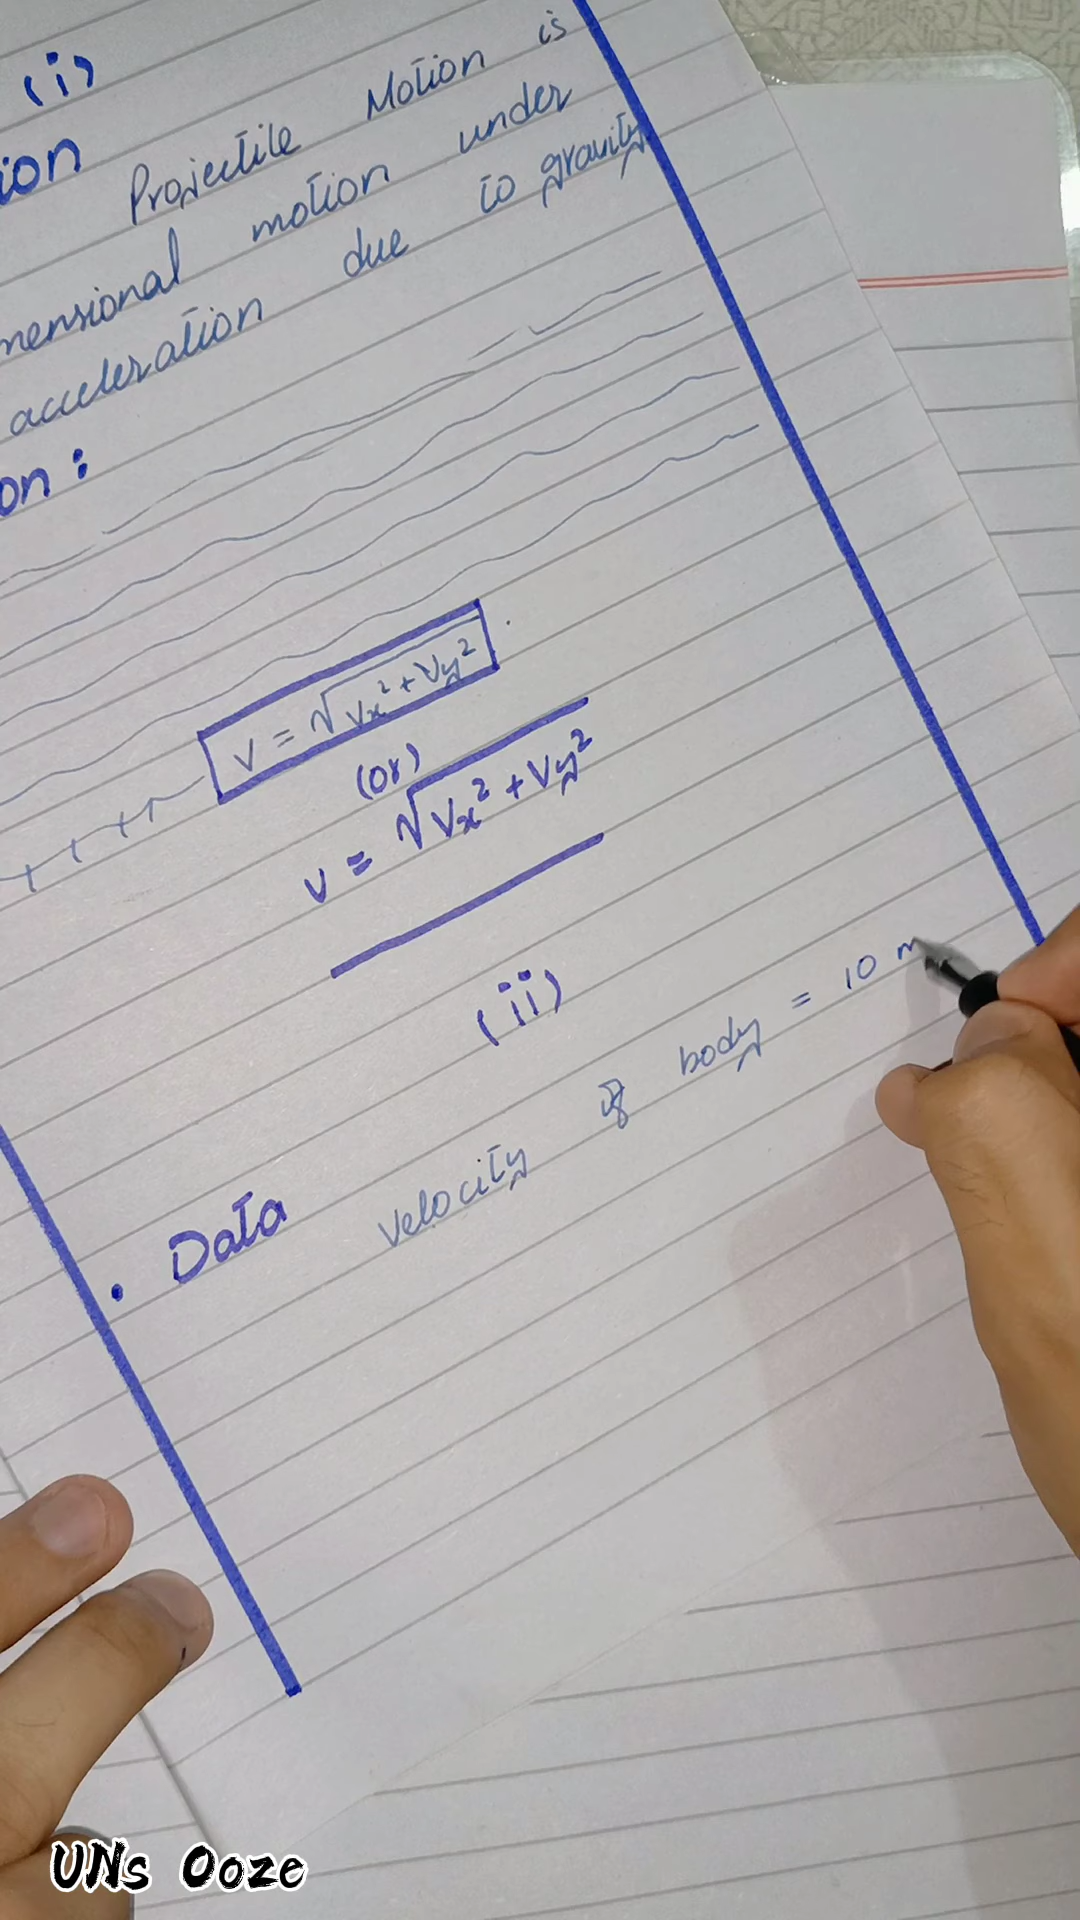 (i)
ion Projectile Motion is
mensional motion under
acceleration due to gravity
on :
V = √Vx² + Vy²
(or)
V = √Vx² + Vy²
(ii)
• Data Velocity of body = 10 m
UNs Ooze